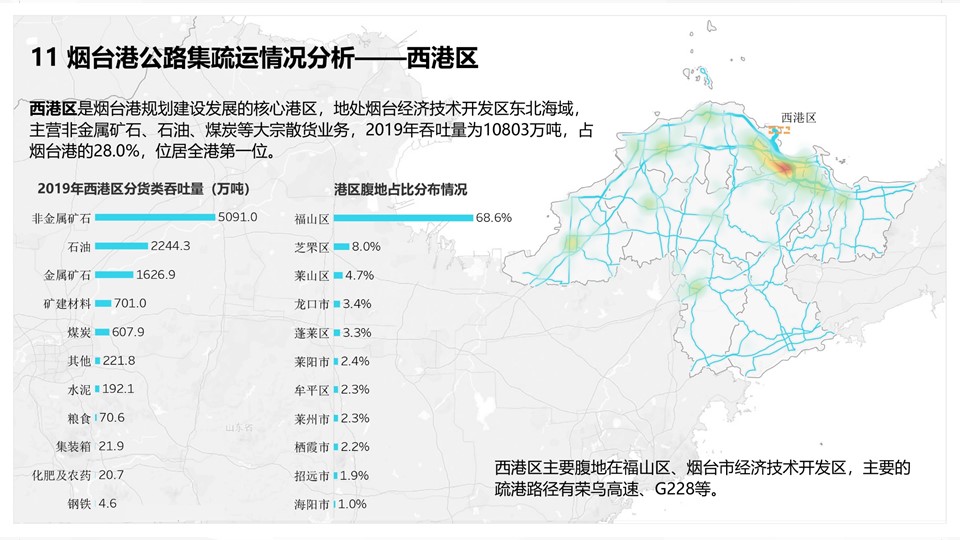 11 烟台港公路集疏运情况分析——西港区
西港区是烟台港规划建设发展的核心港区，地处烟台经济技术开发区东北海域，
主营非金属矿石、石油、煤炭等大宗散货业务，2019年吞吐量为10803万吨，占
烟台港的28.0%，位居全港第一位。
2019年西港区分货类吞吐量（万吨）
非金属矿石 5091.0
石油 2244.3
金属矿石 1626.9
矿建材料 701.0
煤炭 607.9
其他 221.8
水泥 192.1
粮食 70.6
集装箱 21.9
化肥及农药 20.7
钢铁 4.6
港区腹地占比分布情况
福山区 68.6%
芝罘区 8.0%
莱山区 4.7%
龙口市 3.4%
蓬莱区 3.3%
莱阳市 2.4%
牟平区 2.3%
莱州市 2.3%
栖霞市 2.2%
招远市 1.9%
海阳市 1.0%
西港区
山东省
西港区主要腹地在福山区、烟台市经济技术开发区，主要的
疏港路径有荣乌高速、G228等。